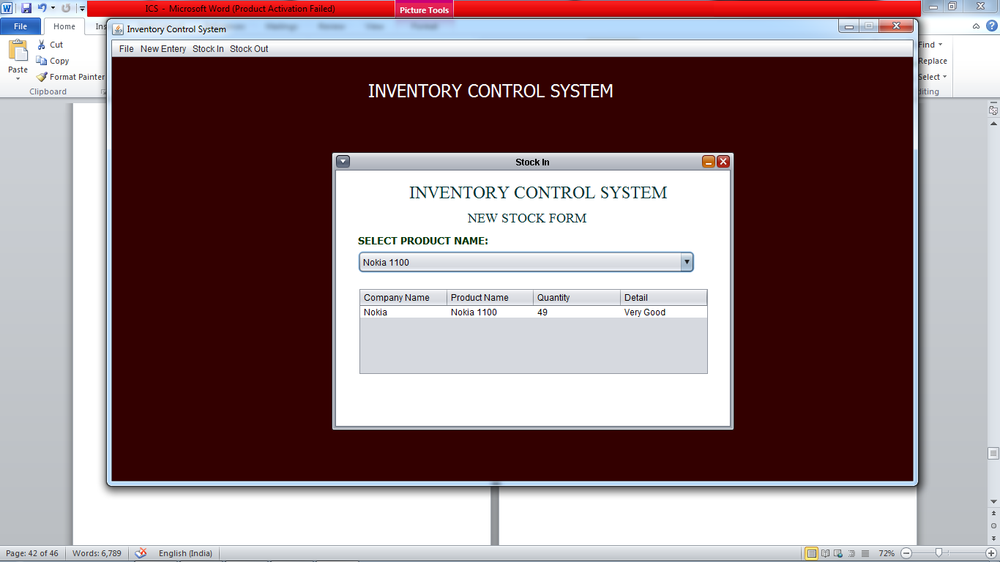 ICS - Microsoft Word (Product Activation Failed)
Picture Tools
File
Home
Ins
Cut
Copy
Format Painter
Paste
Clipboard
Find
Replace
Select
diting
Inventory Control System
File New Entery Stock In Stock Out
INVENTORY CONTROL SYSTEM
Stock In
INVENTORY CONTROL SYSTEM
NEW STOCK FORM
SELECT PRODUCT NAME:
Nokia 1100
Company Name Product Name Quantity Detail
Nokia Nokia 1100 49 Very Good
Page: 42 of 46 Words: 6,789 English (India) 72%